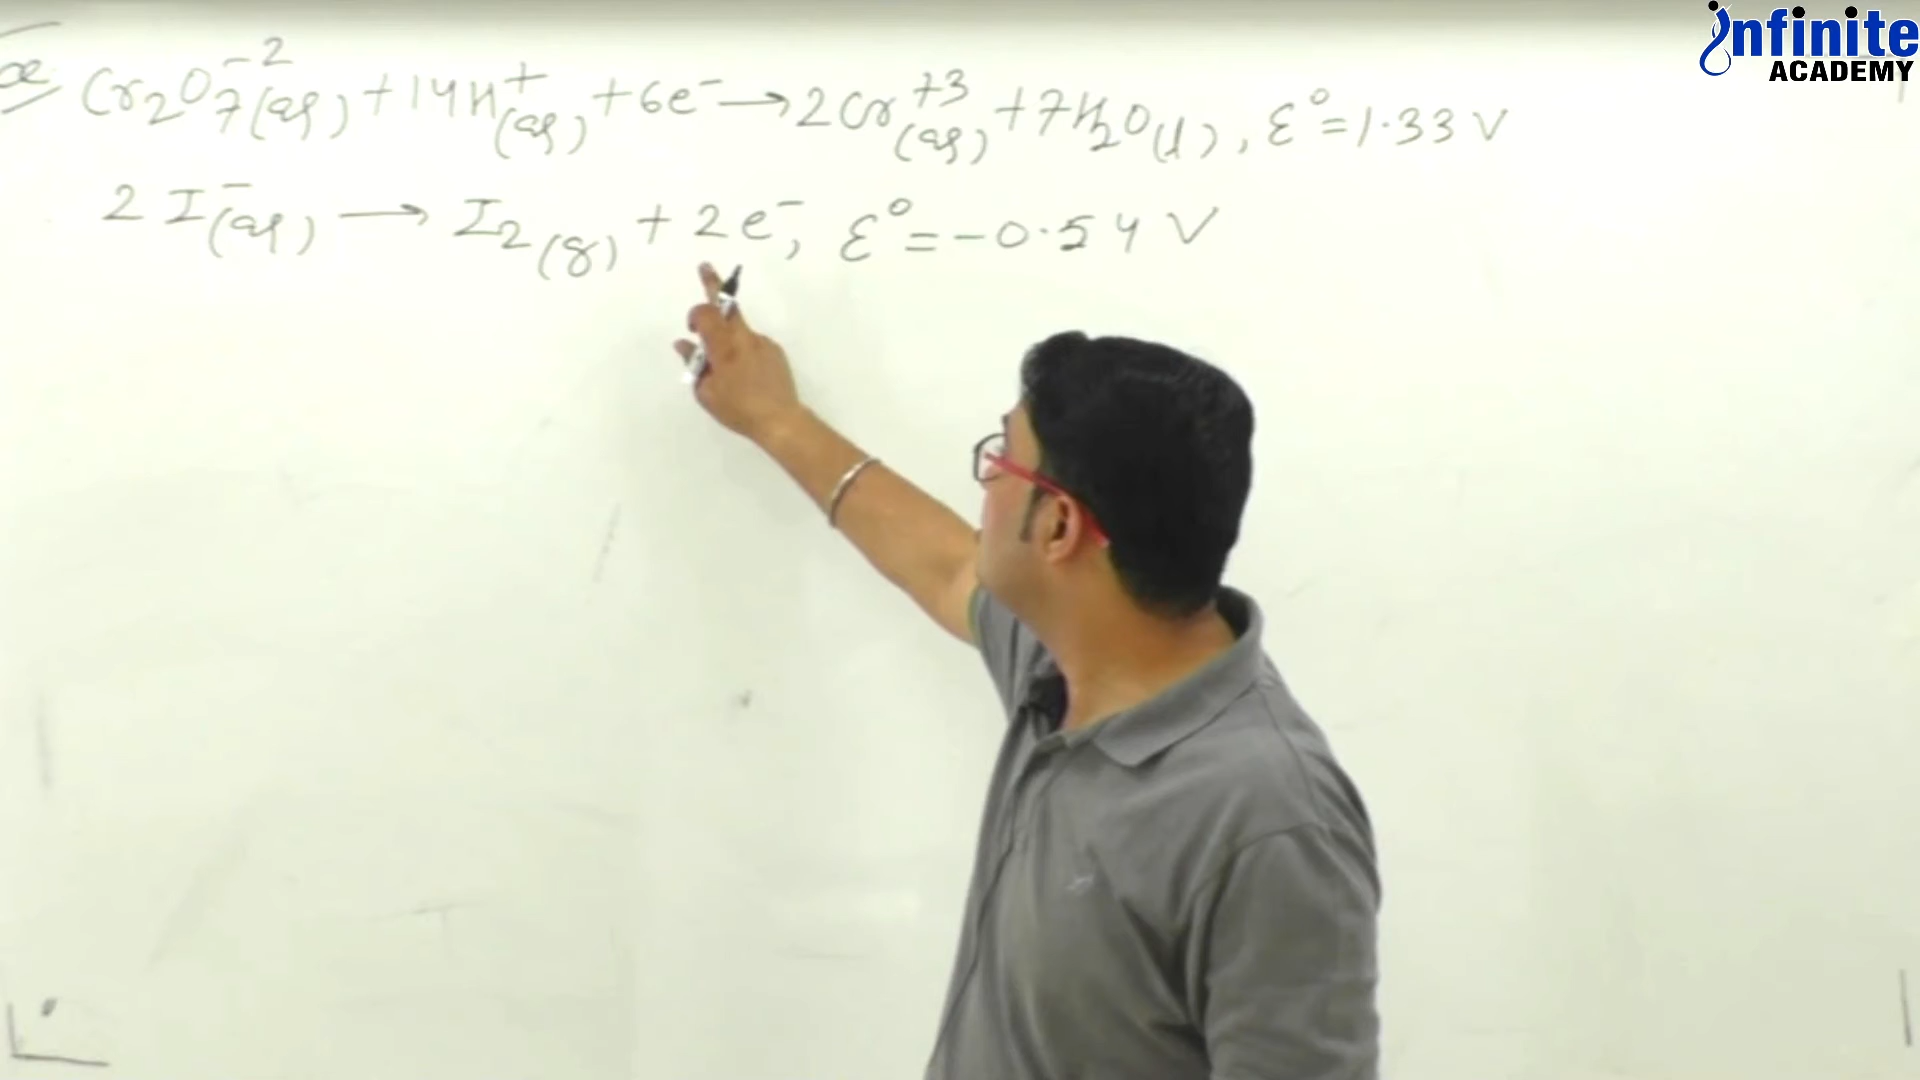 infinite
ACADEMY
Cr₂O₇⁻²(aq) + 14H⁺(aq) + 6e⁻ → 2Cr⁺³(aq) + 7H₂O(l), ε° = 1.33 V
2I⁻(aq) → I₂(g) + 2e⁻, ε° = -0.54 V